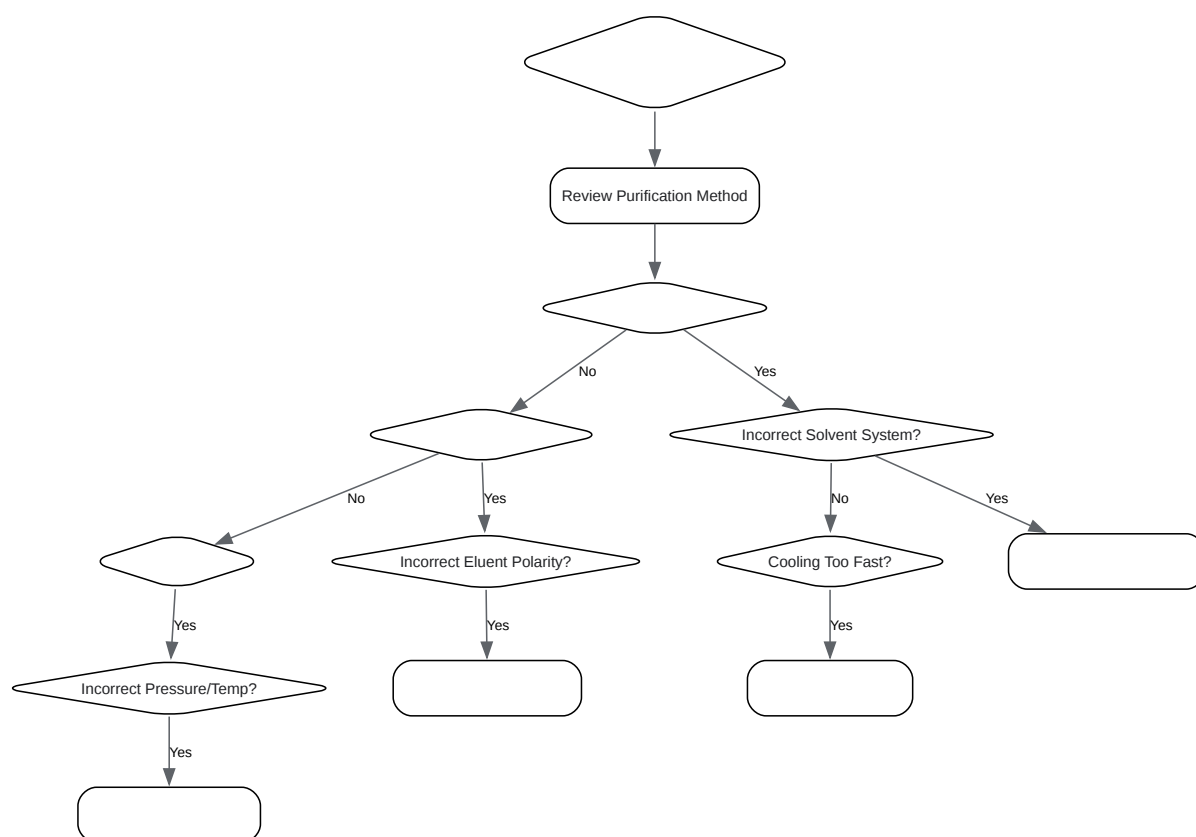 Review Purification Method
No
Yes
Incorrect Solvent System?
No
Yes
No
Yes
Incorrect Eluent Polarity?
Cooling Too Fast?
Yes
Yes
Yes
Incorrect Pressure/Temp?
Yes